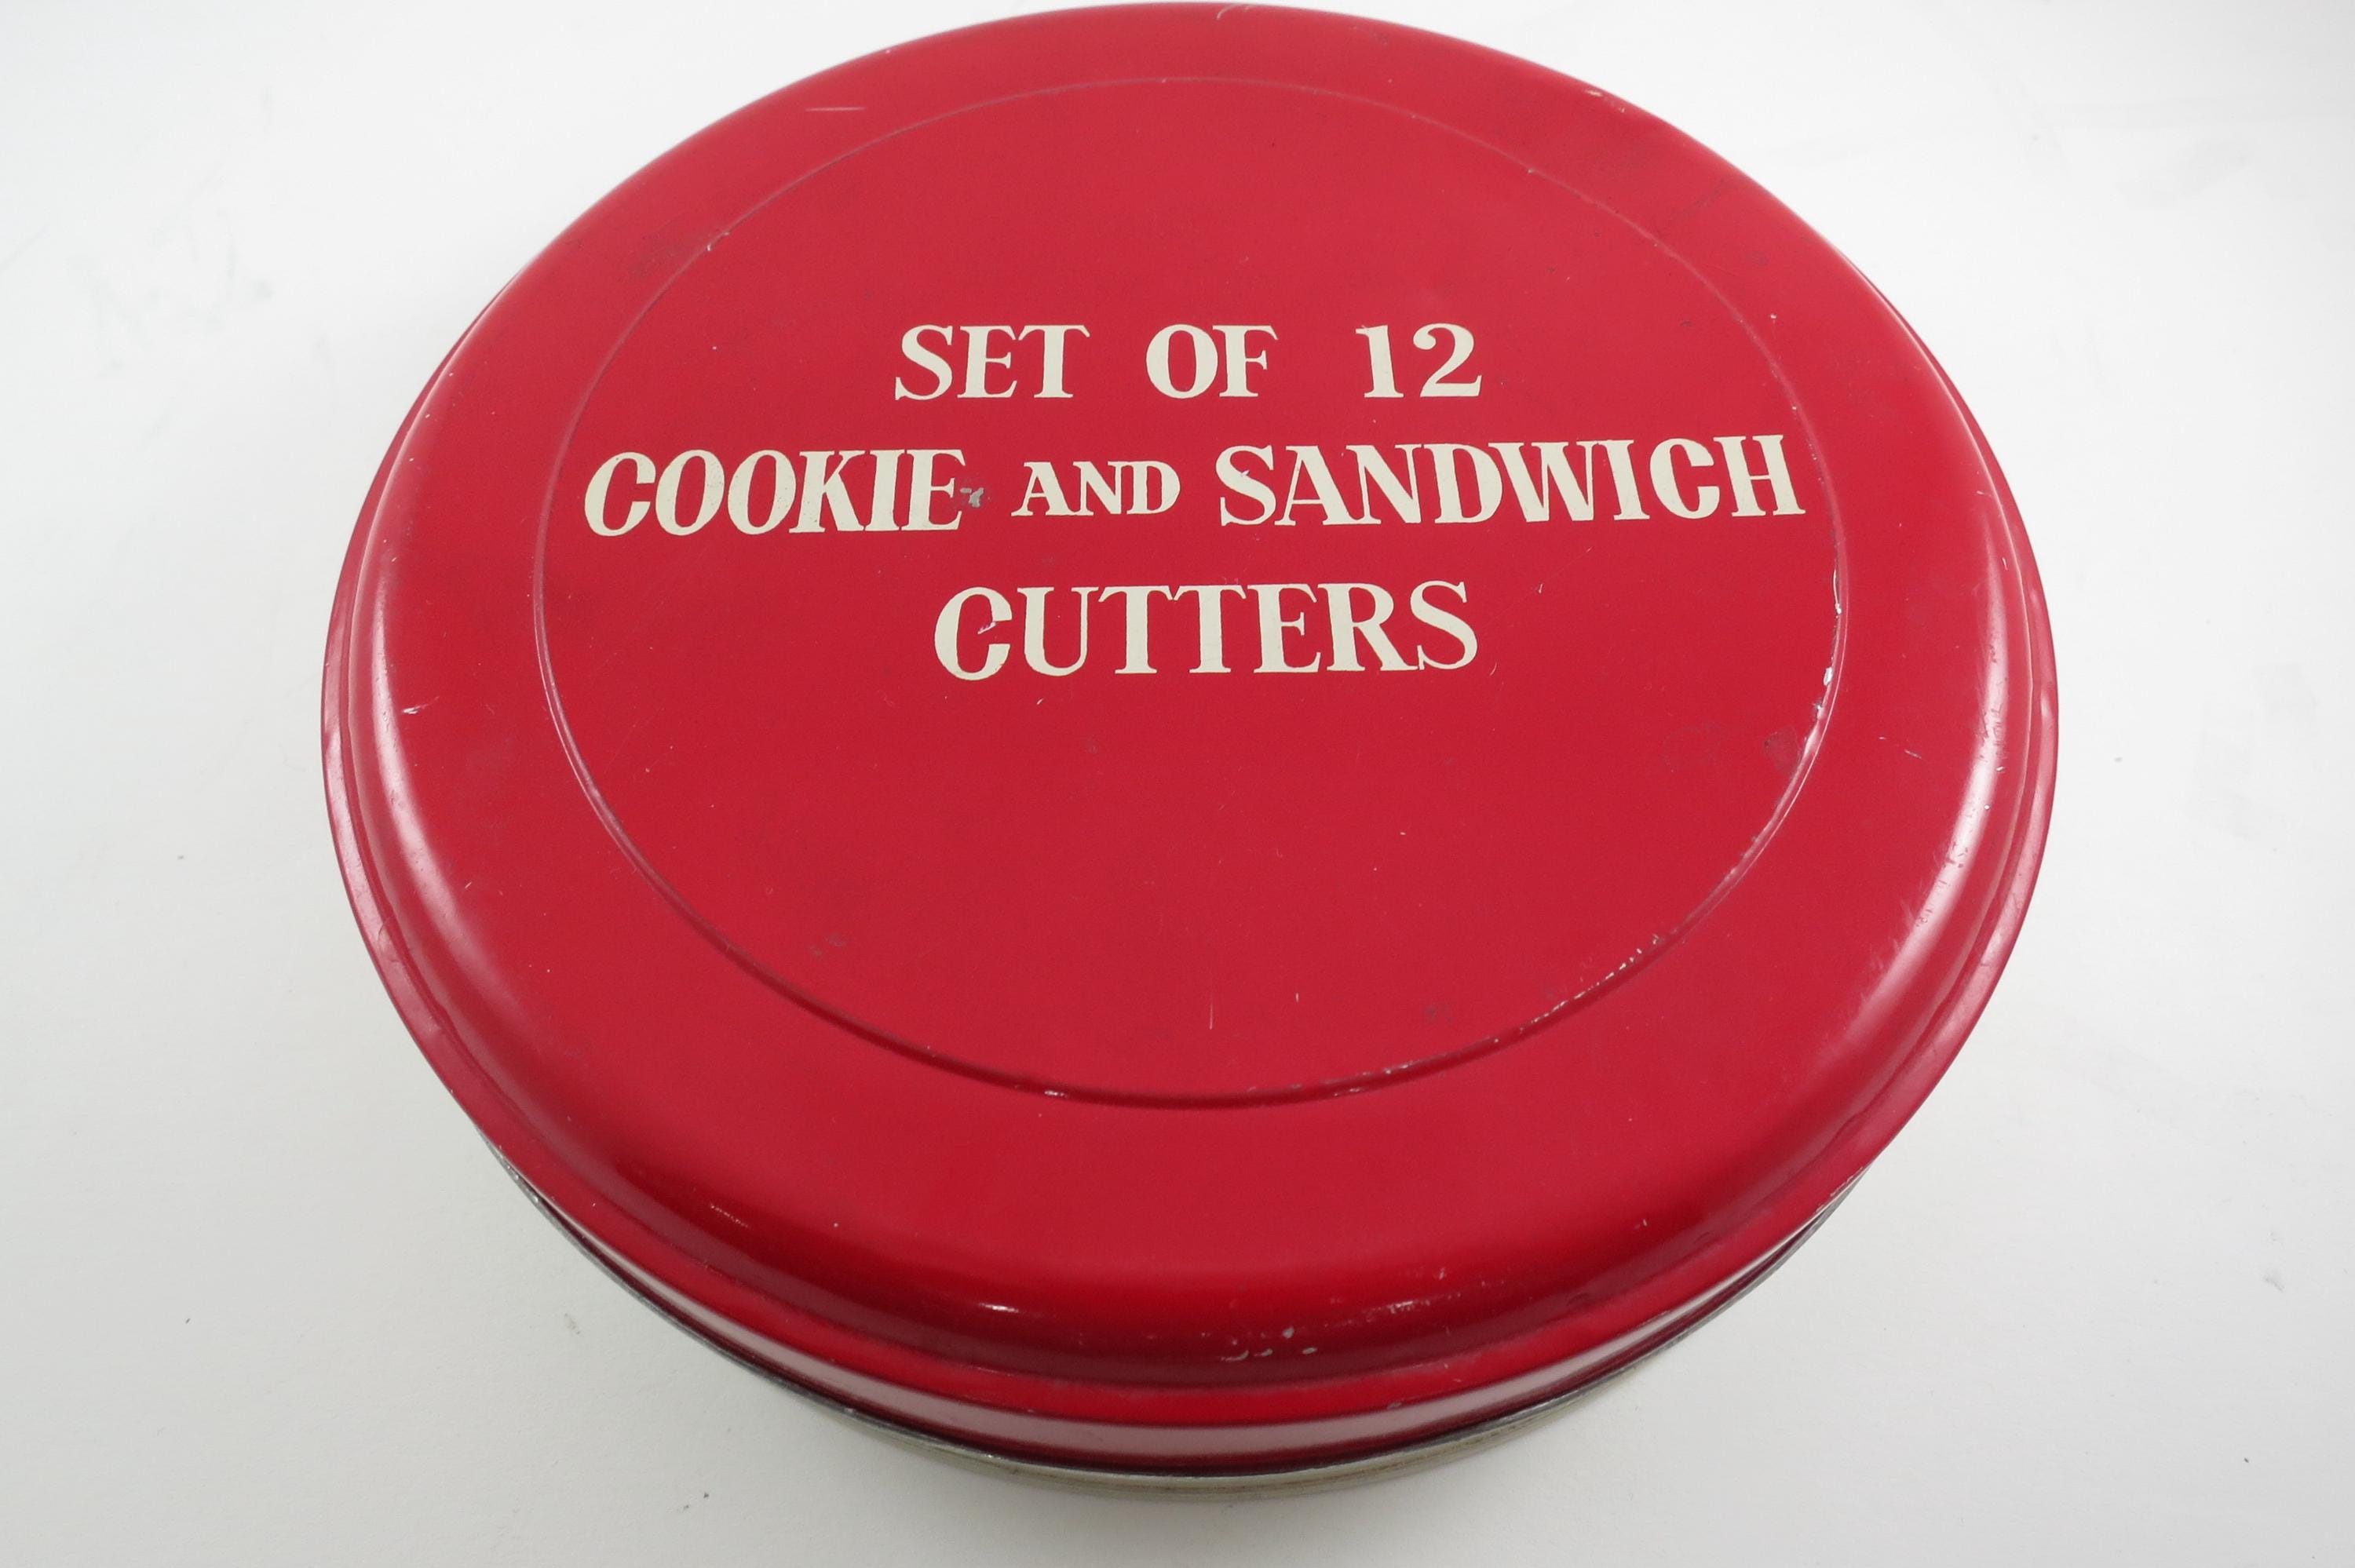 SET OF 12
COOKIE AND SANDWICH
CUTTERS